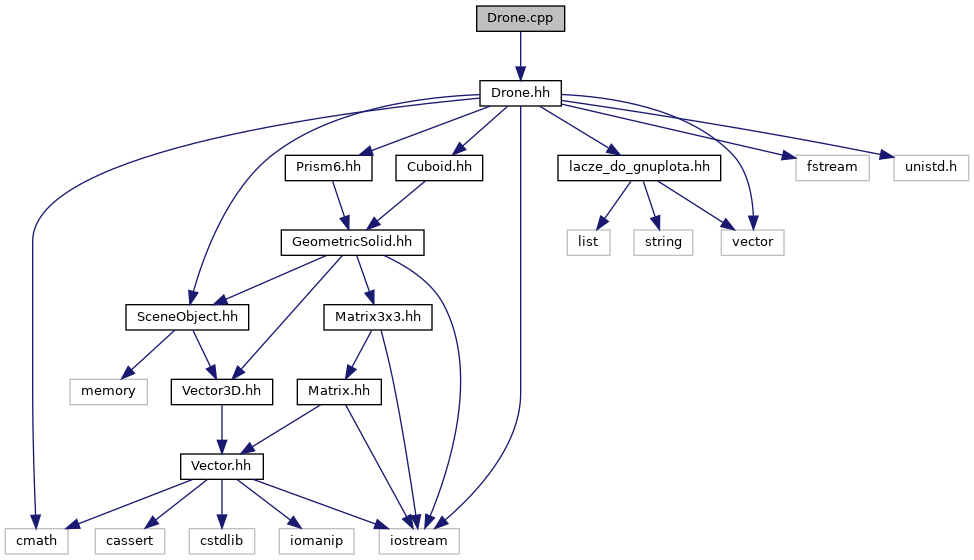 Drone.cpp
Drone.hh
Prism6.hh
Cuboid.hh
lacze_do_gnuplota.hh
fstream
unistd.h
GeometricSolid.hh
list
string
vector
SceneObject.hh
Matrix3x3.hh
memory
Vector3D.hh
Matrix.hh
Vector.hh
cmath
cassert
cstdlib
iomanip
iostream